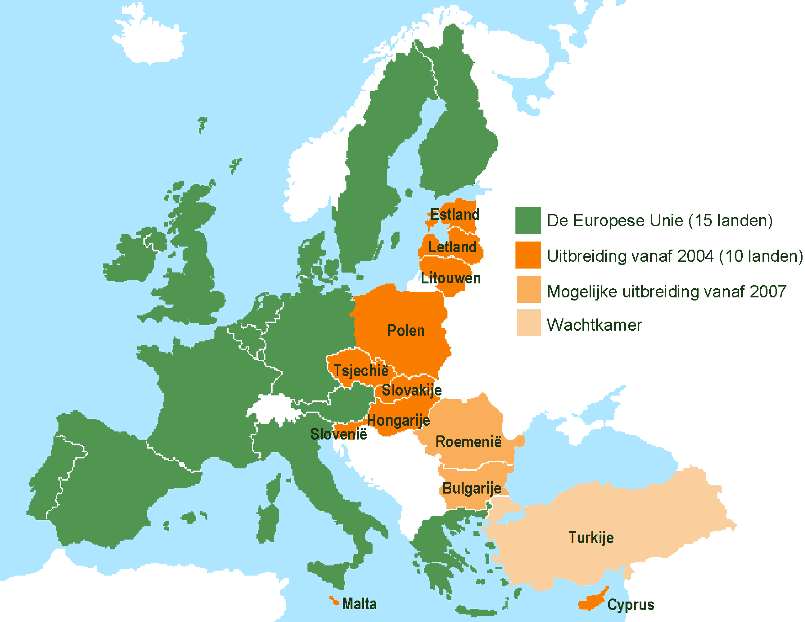 Estland
Letland
Litouwen
De Europese Unie (15 landen)
Uitbreiding vanaf 2004 (10 landen)
Mogelijke uitbreiding vanaf 2007
Wachtkamer
Polen
Tsjechië
Slovakije
Hongarije
Slovenië
Roemenië
Bulgarije
Turkije
Malta
Cyprus